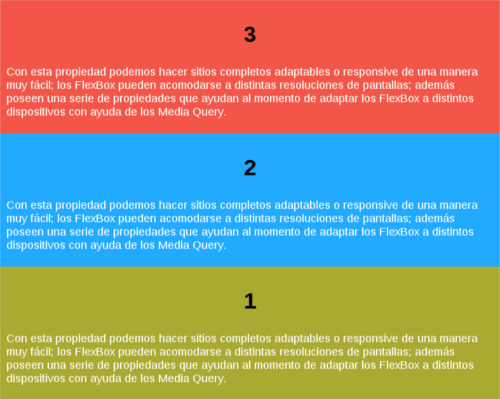 3
Con esta propiedad podemos hacer sitios completos adaptables o responsive de una manera
muy fácil; los FlexBox pueden acomodarse a distintas resoluciones de pantallas; además
poseen una serie de propiedades que ayudan al momento de adaptar los FlexBox a distintos
dispositivos con ayuda de los Media Query.
2
Con esta propiedad podemos hacer sitios completos adaptables o responsive de una manera
muy fácil; los FlexBox pueden acomodarse a distintas resoluciones de pantallas; además
poseen una serie de propiedades que ayudan al momento de adaptar los FlexBox a distintos
dispositivos con ayuda de los Media Query.
1
Con esta propiedad podemos hacer sitios completos adaptables o responsive de una manera
muy fácil; los FlexBox pueden acomodarse a distintas resoluciones de pantallas; además
poseen una serie de propiedades que ayudan al momento de adaptar los FlexBox a distintos
dispositivos con ayuda de los Media Query.